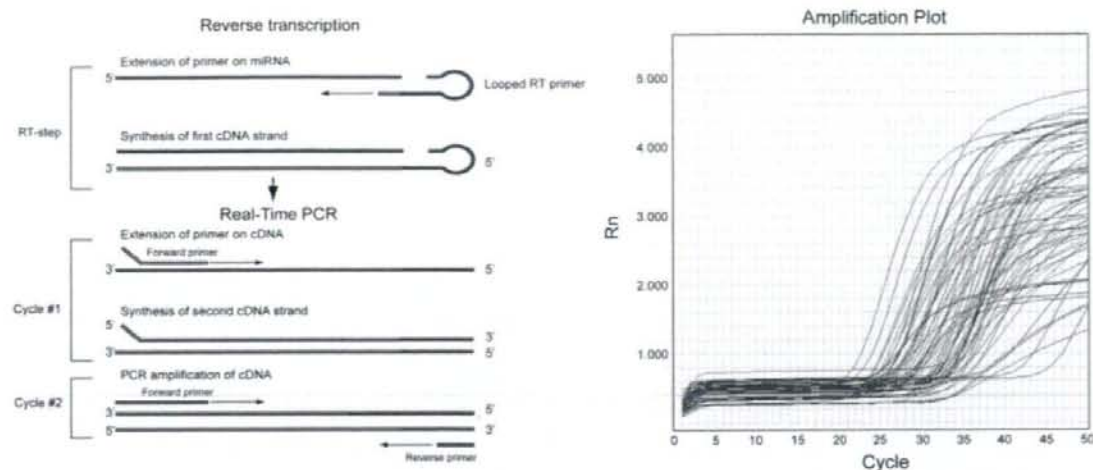 Reverse transcription
Extension of primer on miRNA
5'
Looped RT primer
RT-step
Synthesis of first cDNA strand
3'
5'
Real-Time PCR
Extension of primer on cDNA
Forward primer
3'
5'
Cycle #1
Synthesis of second cDNA strand
5'
3'
3'
5'
PCR amplification of cDNA
Forward primer
Cycle #2
3'
5'
5'
3'
Reverse primer
Amplification Plot
5.000
4.000
3.000
2.000
1.000
Rn
0 5 10 15 20 25 30 35 40 45 50
Cycle